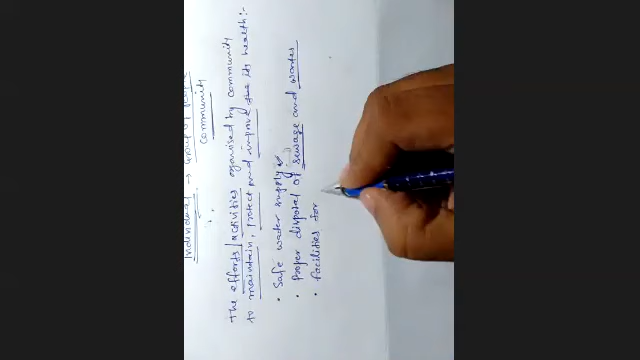 Individual → Group of people
community
The efforts/activities organised by community
to maintain, protect and improve its health:-
• Safe water supply
• Proper disposal of sewage and wastes
• Facilities for